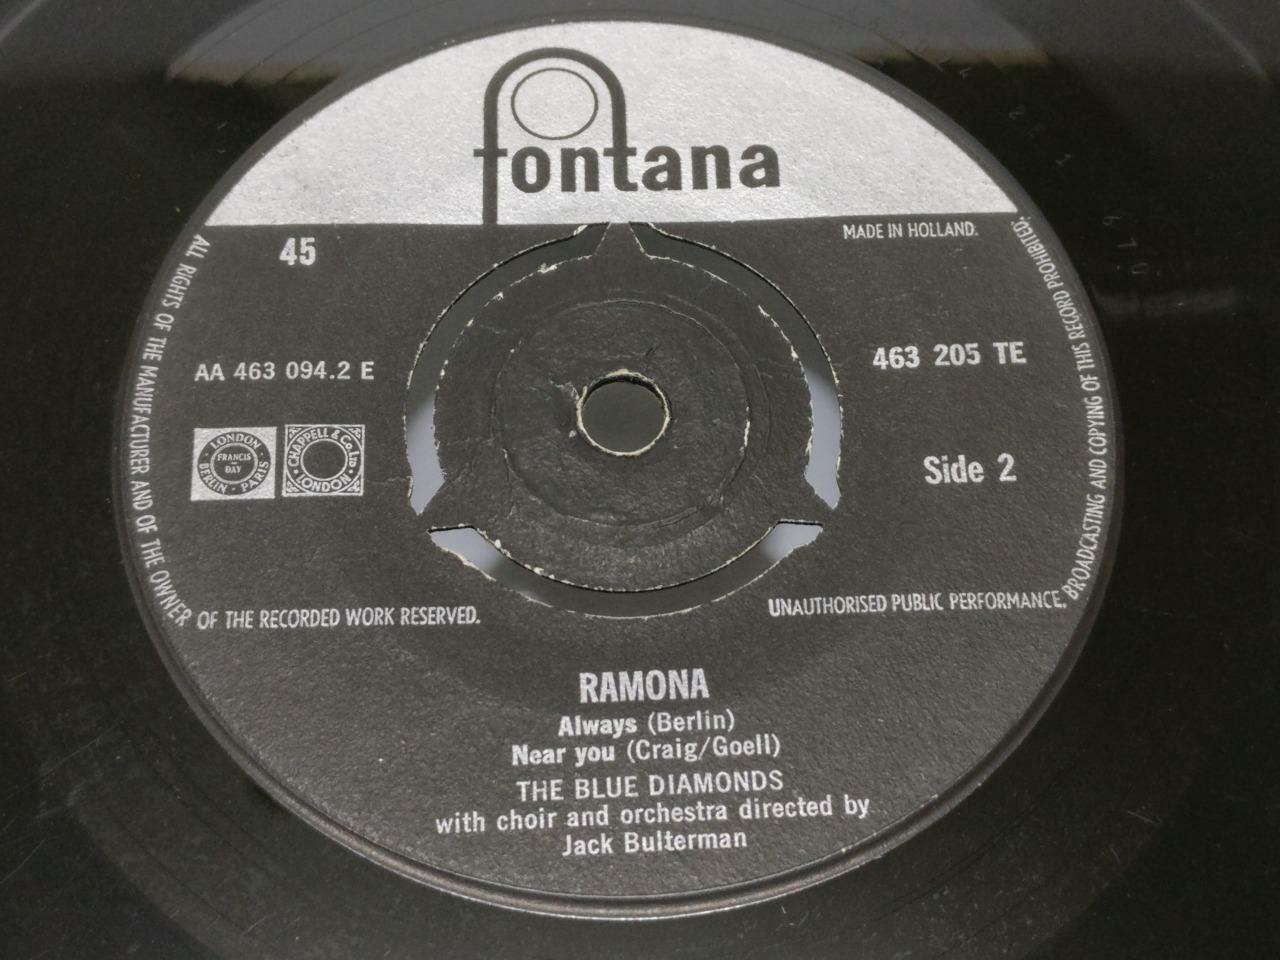 fontana
45
MADE IN HOLLAND.
AA 463 094.2 E
463 205 TE
LONDON
FRANCIS
DAY
BERLIN · PARIS
CHAPPELL & Co. LTD
LONDON
Side 2
ALL RIGHTS OF THE MANUFACTURER AND OF THE OWNER OF THE RECORDED WORK RESERVED.
UNAUTHORISED PUBLIC PERFORMANCE, BROADCASTING AND COPYING OF THIS RECORD PROHIBITED.
RAMONA
Always (Berlin)
Near you (Craig/Goell)
THE BLUE DIAMONDS
with choir and orchestra directed by
Jack Bulterman